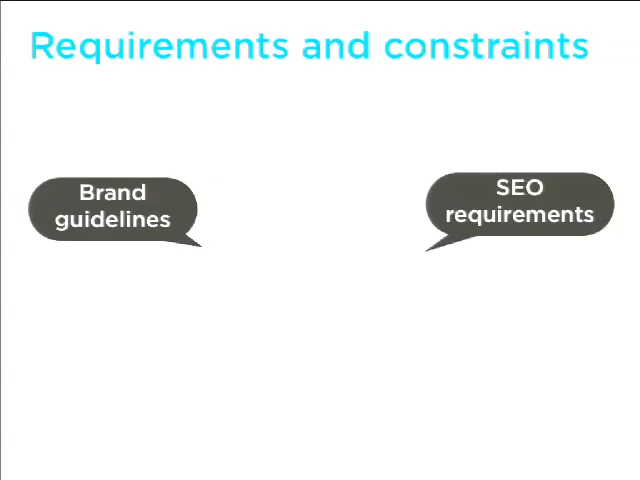 Requirements and constraints
Brand
guidelines
SEO
requirements